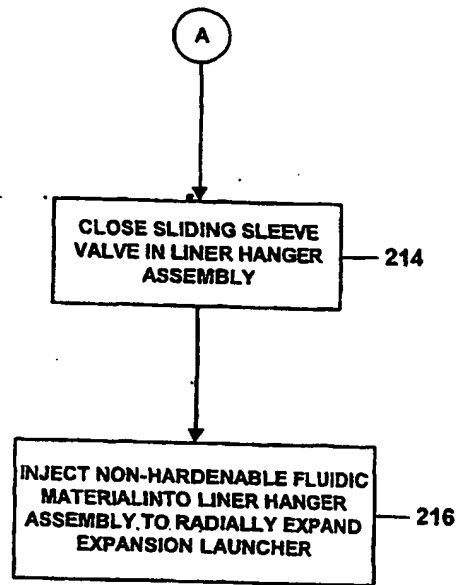 A
CLOSE SLIDING SLEEVE
VALVE IN LINER HANGER
ASSEMBLY
214
INJECT NON-HARDENABLE FLUIDIC
MATERIALINTO LINER HANGER
ASSEMBLY.TO RADIALLY EXPAND
EXPANSION LAUNCHER
216